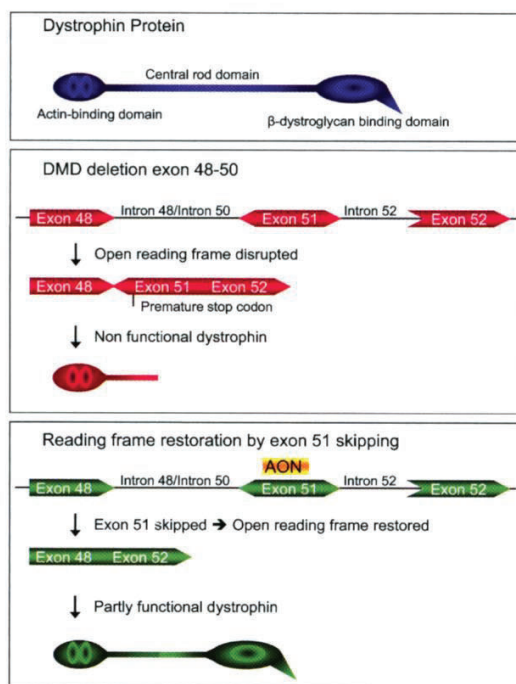 Dystrophin Protein
Central rod domain
Actin-binding domain
β-dystroglycan binding domain
DMD deletion exon 48-50
Exon 48 Intron 48/Intron 50 Exon 51 Intron 52 Exon 52
Open reading frame disrupted
Exon 48 Exon 51 Exon 52
Premature stop codon
Non functional dystrophin
Reading frame restoration by exon 51 skipping
AON
Exon 48 Intron 48/Intron 50 Exon 51 Intron 52 Exon 52
Exon 51 skipped ➔ Open reading frame restored
Exon 48 Exon 52
Partly functional dystrophin